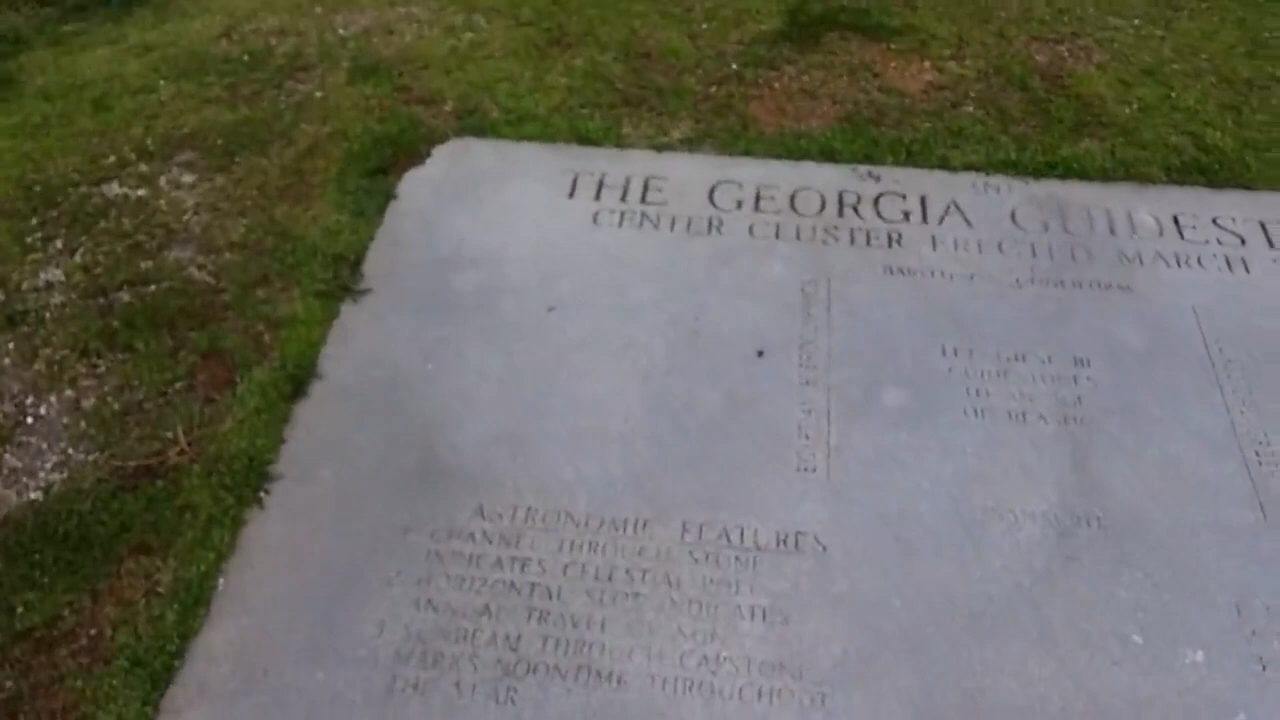 THE GEORGIA GUIDEST
CENTER CLUSTER ERECTED MARCH
LET THESE BE
GUIDESTONES
TO AN AGE
OF REASON
ASTRONOMIC FEATURES
1. CHANNEL THROUGH STONE
INDICATES CELESTIAL POLE
2. HORIZONTAL SLOT INDICATES
ANNUAL TRAVEL OF SUN
3. SUNBEAM THROUGH CAPSTONE
MARKS NOONTIME THROUGHOUT
THE YEAR